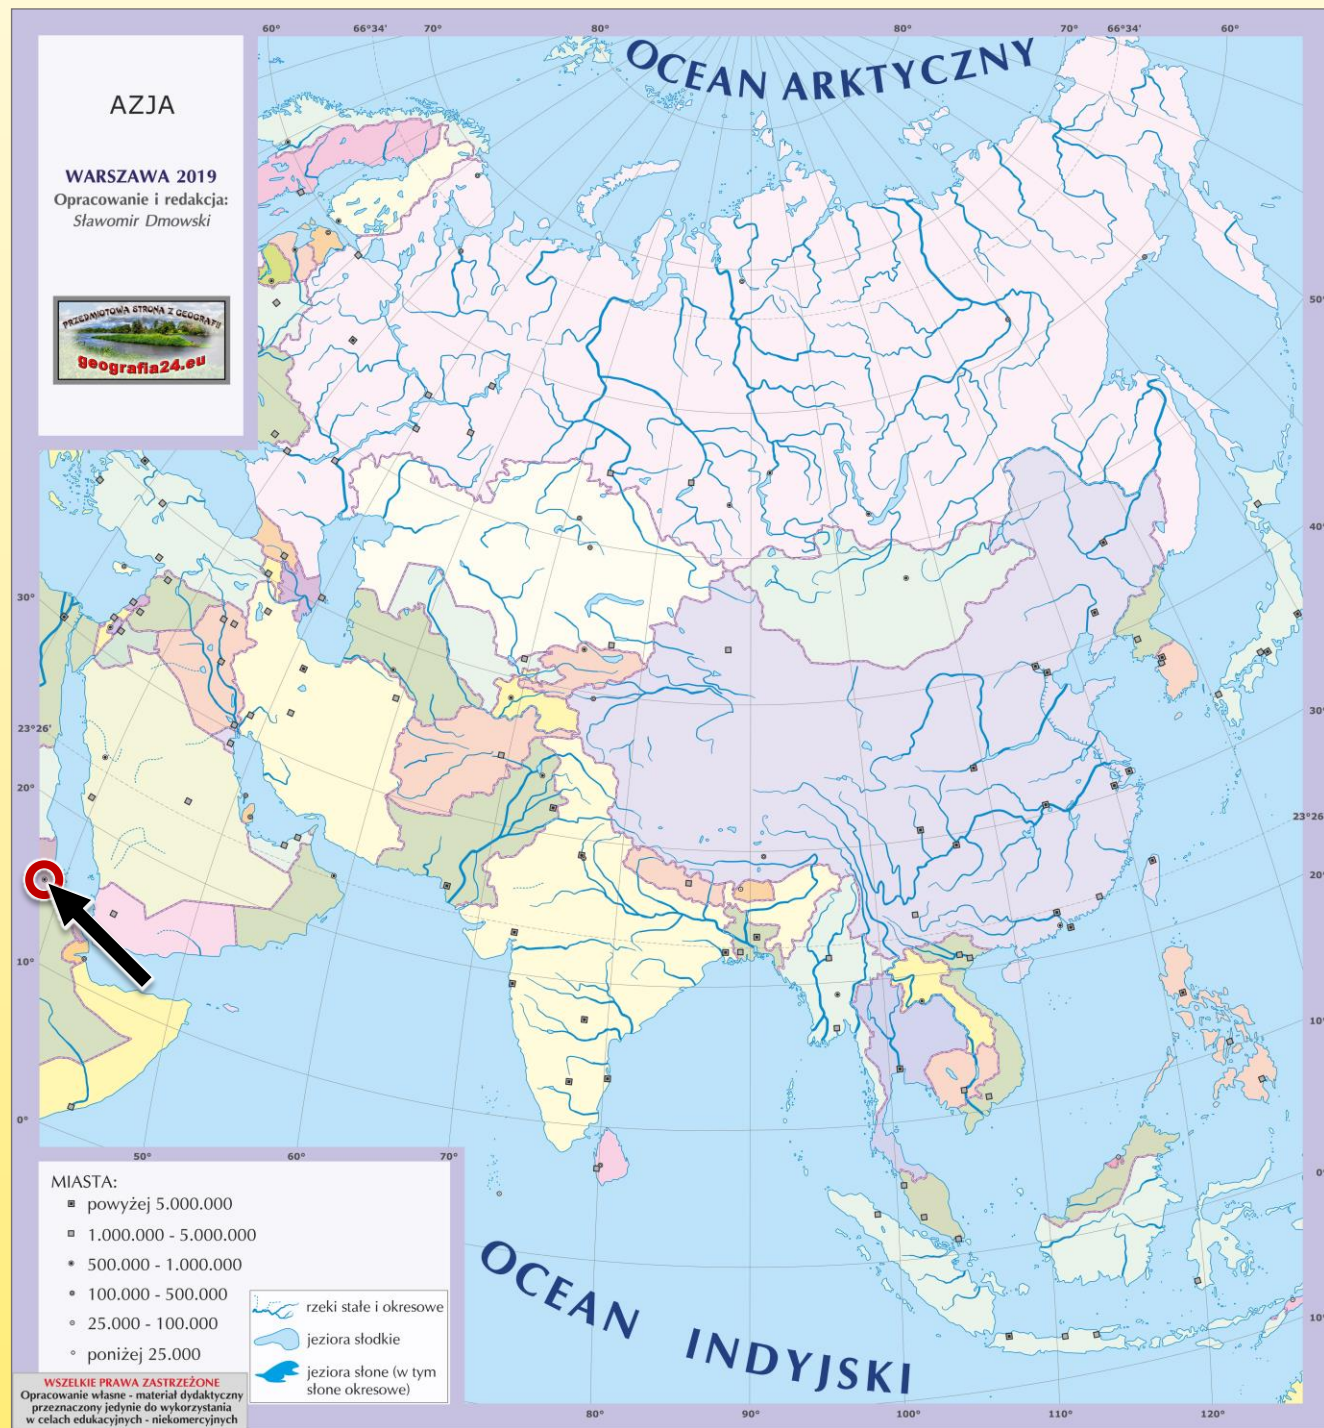 60° 66°34' 70° 80° 80° 70° 66°34' 60°
OCEAN ARKTYCZNY
AZJA
WARSZAWA 2019
Opracowanie i redakcja:
Sławomir Dmowski
PRZEDMIOTOWA STRONA Z GEOGRAFII
geografia24.eu
50°
40°
30°
30°
23°26'
20°
23°26'
20°
10°
10°
0°
0°
10°
50° 60° 70°
MIASTA:
powyżej 5.000.000
1.000.000 - 5.000.000
500.000 - 1.000.000
100.000 - 500.000
25.000 - 100.000
poniżej 25.000
rzeki stałe i okresowe
jeziora słodkie
jeziora słone (w tym
słone okresowe)
OCEAN INDYJSKI
WSZELKIE PRAWA ZASTRZEŻONE
Opracowanie własne - materiał dydaktyczny
przeznaczony jedynie do wykorzystania
w celach edukacyjnych - niekomercyjnych
80° 90° 100° 110° 120°